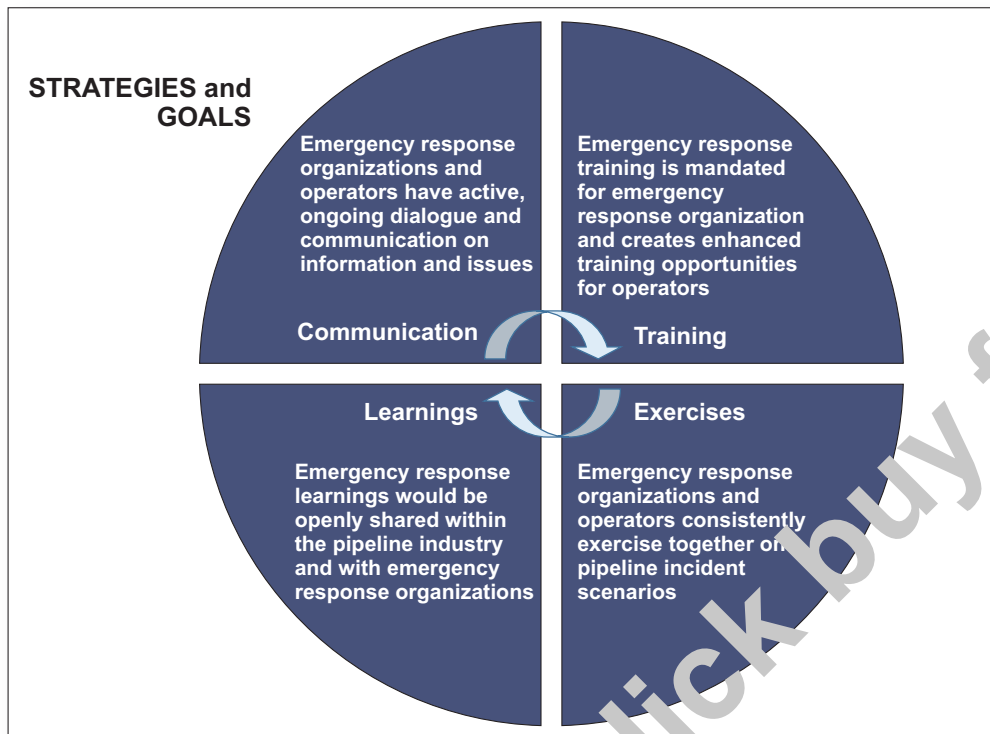 STRATEGIES and
GOALS
Emergency response
organizations and
operators have active,
ongoing dialogue and
communication on
information and issues
Communication
Emergency response
training is mandated
for emergency
response organization
and creates enhanced
training opportunities
for operators
Training
Learnings
Emergency response
learnings would be
openly shared within
the pipeline industry
and with emergency
response organizations
Exercises
Emergency response
organizations and
operators consistently
exercise together on
pipeline incident
scenarios
lick buy f